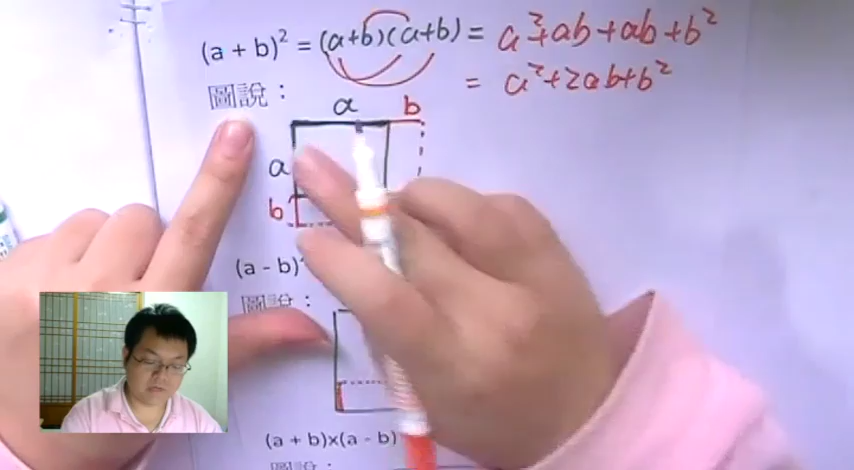 (a + b)² = (a+b)(a+b) = a²+ab+ab+b²
= a²+2ab+b²
圖說：
a b
a
b
(a - b)²
圖說：
(a + b)x(a - b)
圖說：